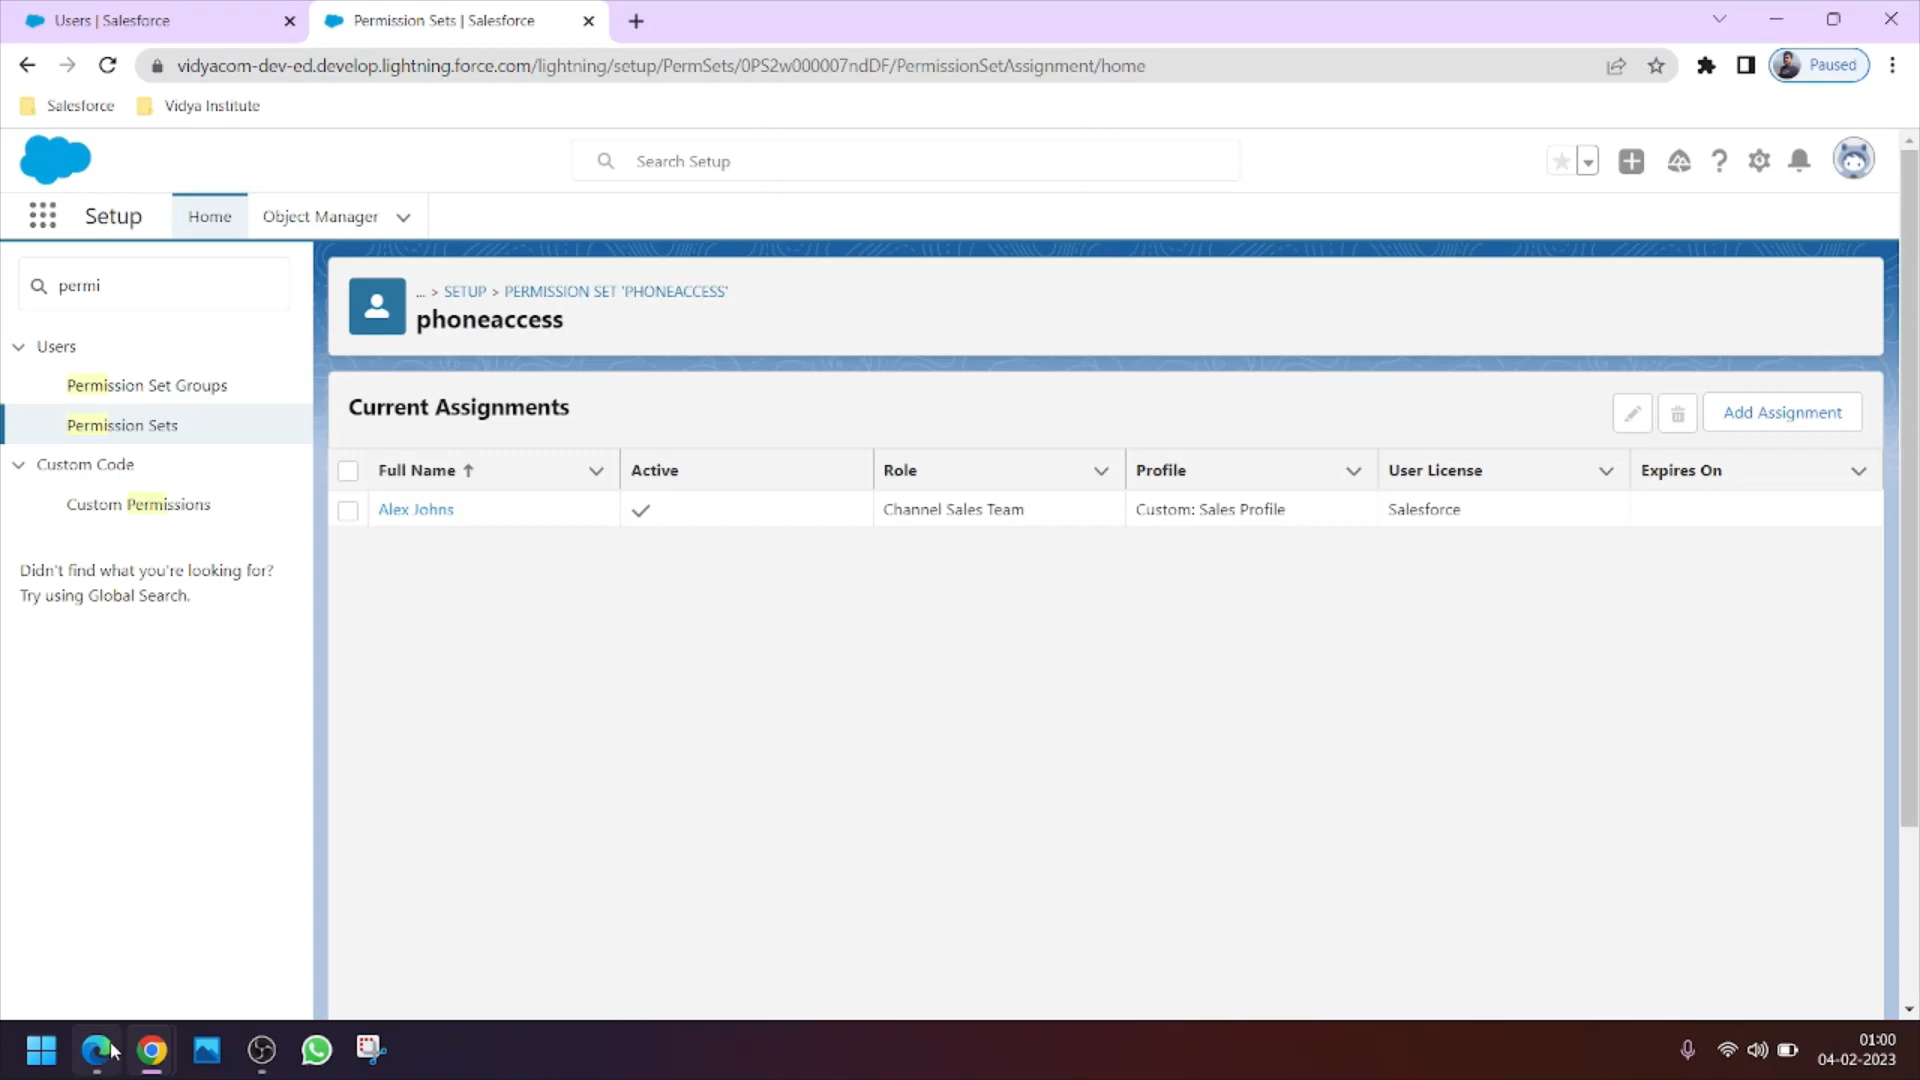 Users | Salesforce
Permission Sets | Salesforce
vidyacom-dev-ed.develop.lightning.force.com/lightning/setup/PermSets/0PS2w000007ndDF/PermissionSetAssignment/home
Paused
Salesforce
Vidya Institute
Search Setup
Setup
Home
Object Manager
permi
Users
Permission Set Groups
Permission Sets
Custom Code
Custom Permissions
Didn't find what you're looking for?
Try using Global Search.
... > SETUP > PERMISSION SET 'PHONEACCESS'
phoneaccess
Current Assignments
Add Assignment
Full Name Active Role Profile User License Expires On
Alex Johns Channel Sales Team Custom: Sales Profile Salesforce
01:00
04-02-2023